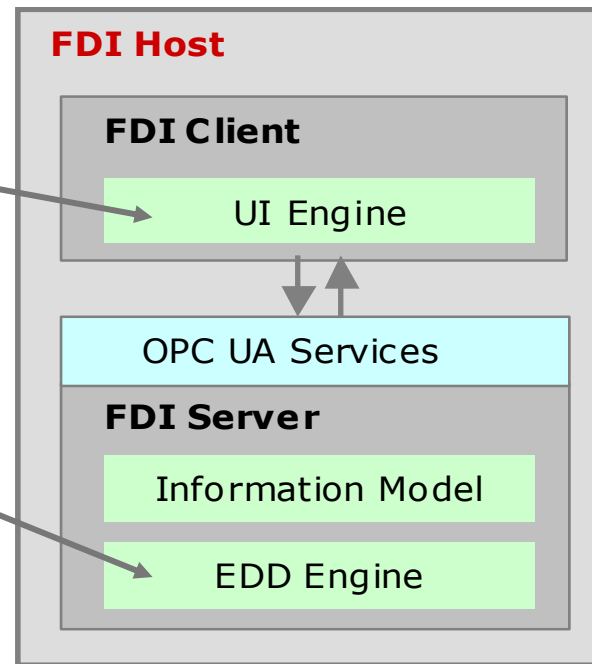 FDI Host
FDI Client
UI Engine
OPC UA Services
FDI Server
Information Model
EDD Engine